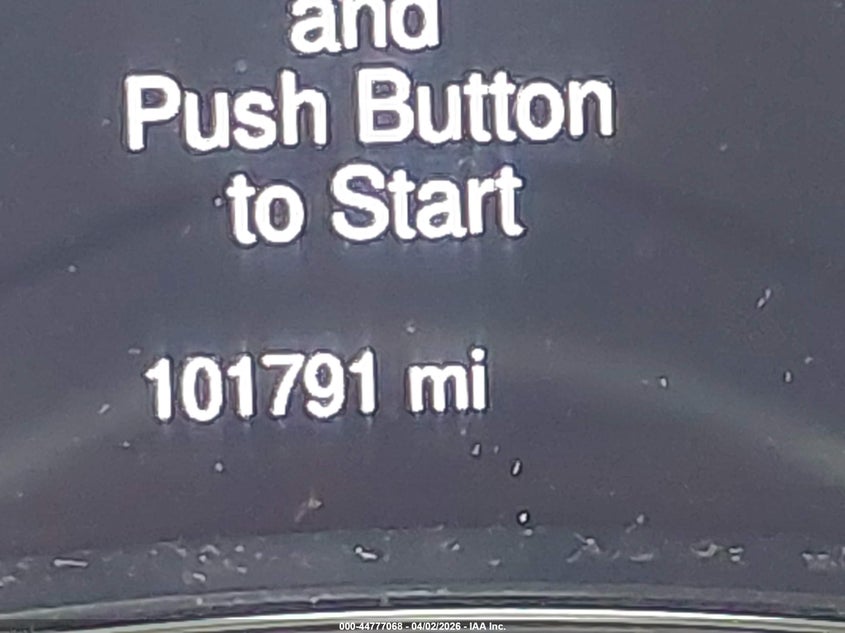 and
Push Button
to Start
101791 mi
000-44777068 - 04/02/2026 - IAA Inc.